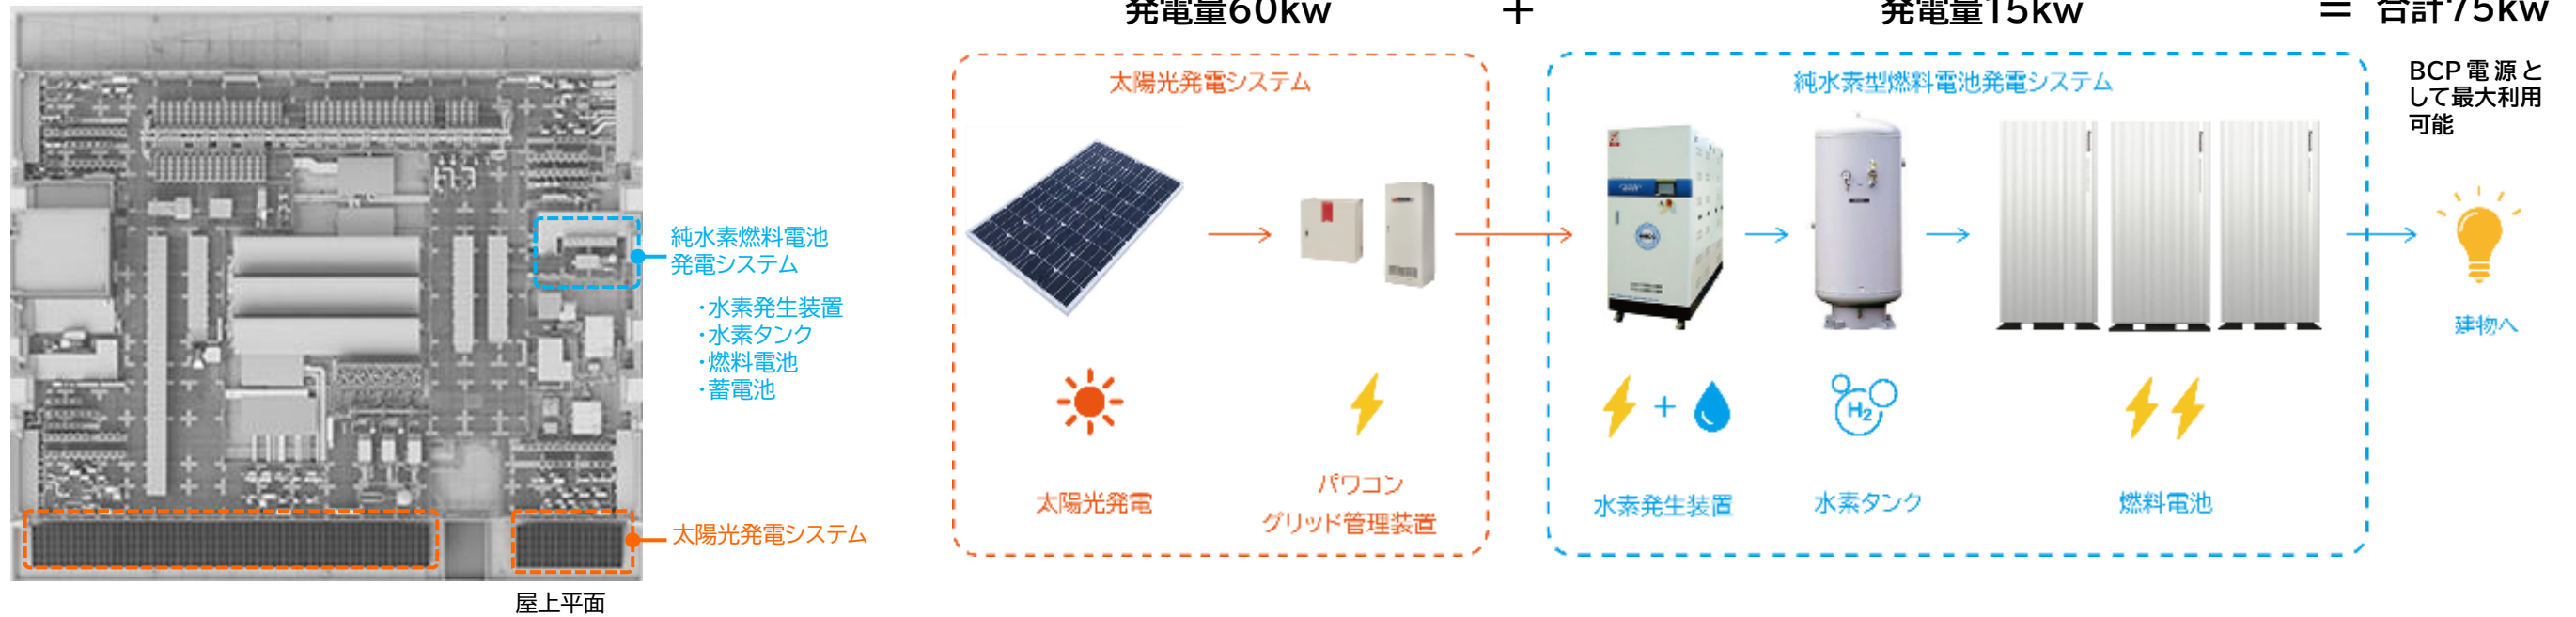 発電量60kw
+
発電量15kw
= 合計75kw
純水素燃料電池
発電システム
・水素発生装置
・水素タンク
・燃料電池
・蓄電池
太陽光発電システム
屋上平面
太陽光発電システム
太陽光発電
パワコン
グリッド管理装置
純水素型燃料電池発電システム
+
水素発生装置
H2
水素タンク
燃料電池
BCP電源と
して最大利用
可能
建物へ